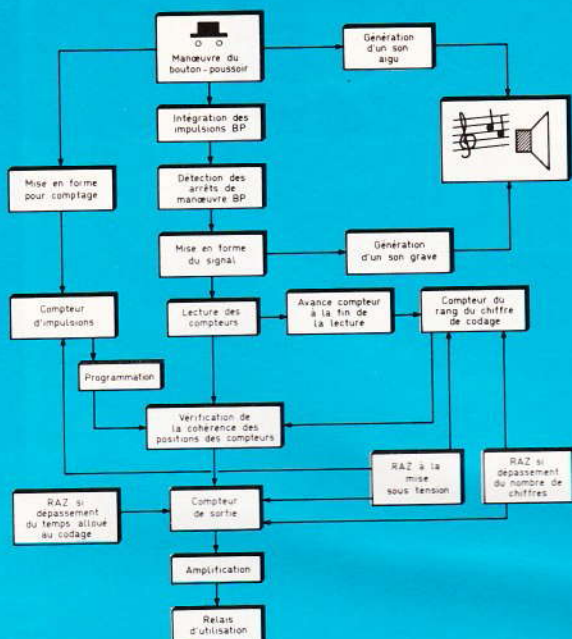 Manœuvre du
bouton-poussoir
Génération
d'un son
aigu
Intégration des
impulsions BP
Mise en forme
pour comptage
Détection des
arrêts de
manœuvre BP
Mise en forme
du signal
Génération
d'un son grave
Compteur
d'impulsions
Lecture des
compteurs
Avance compteur
à la fin de
la lecture
Compteur du
rang du chiffre
de codage
Programmation
Vérification de
la cohérence des
positions des compteurs
RAZ si
dépassement
du temps alloué
au codage
Compteur
de sortie
RAZ à la
mise
sous tension
RAZ si
dépassement
du nombre de
chiffres
Amplification
Relais
d'utilisation